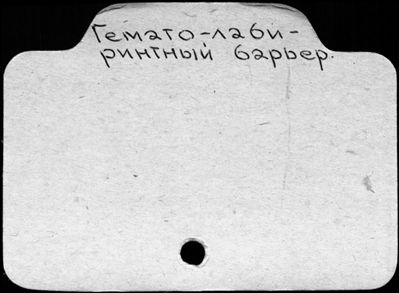 Гемато-лаби-
ринтный барьер.